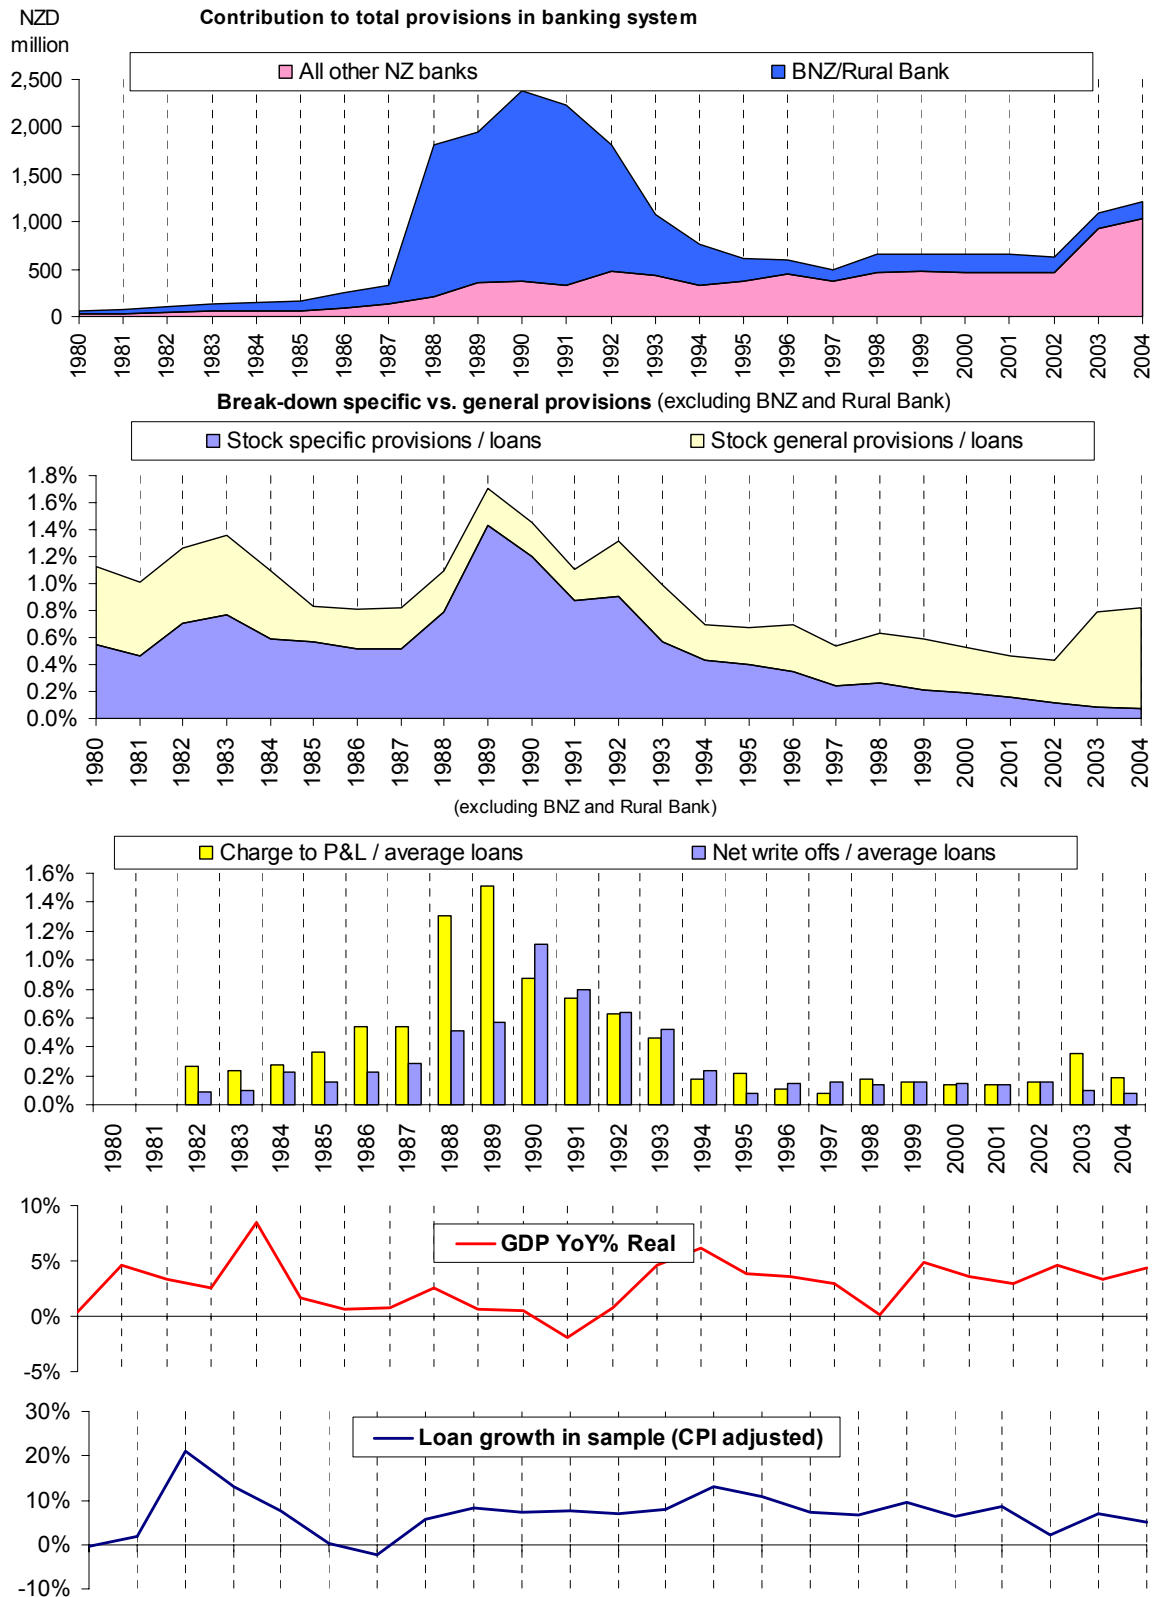 NZD
million
Contribution to total provisions in banking system
All other NZ banks
BNZ/Rural Bank
2,500
2,000
1,500
1,000
500
0
1980 1981 1982 1983 1984 1985 1986 1987 1988 1989 1990 1991 1992 1993 1994 1995 1996 1997 1998 1999 2000 2001 2002 2003 2004
Break-down specific vs. general provisions (excluding BNZ and Rural Bank)
Stock specific provisions / loans
Stock general provisions / loans
1.8%
1.6%
1.4%
1.2%
1.0%
0.8%
0.6%
0.4%
0.2%
0.0%
1980 1981 1982 1983 1984 1985 1986 1987 1988 1989 1990 1991 1992 1993 1994 1995 1996 1997 1998 1999 2000 2001 2002 2003 2004
(excluding BNZ and Rural Bank)
Charge to P&L / average loans
Net write offs / average loans
1.6%
1.4%
1.2%
1.0%
0.8%
0.6%
0.4%
0.2%
0.0%
1980 1981 1982 1983 1984 1985 1986 1987 1988 1989 1990 1991 1992 1993 1994 1995 1996 1997 1998 1999 2000 2001 2002 2003 2004
10%
5%
0%
-5%
GDP YoY% Real
30%
20%
10%
0%
-10%
Loan growth in sample (CPI adjusted)